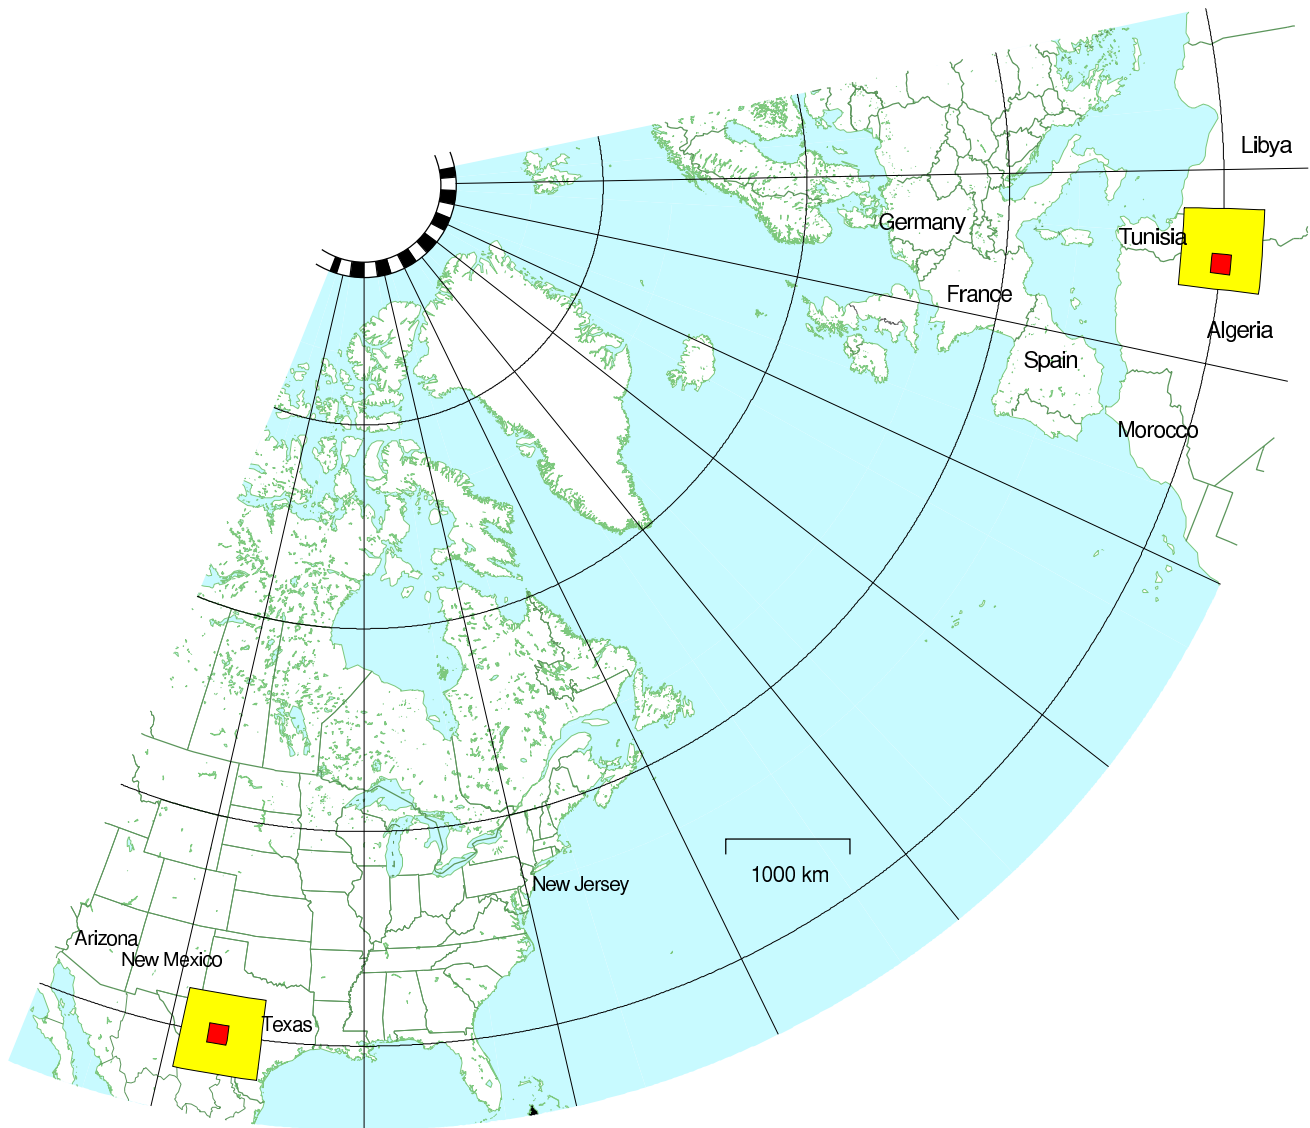 Libya
Germany
Tunisia
France
Algeria
Spain
Morocco
1000 km
New Jersey
Arizona
New Mexico
Texas